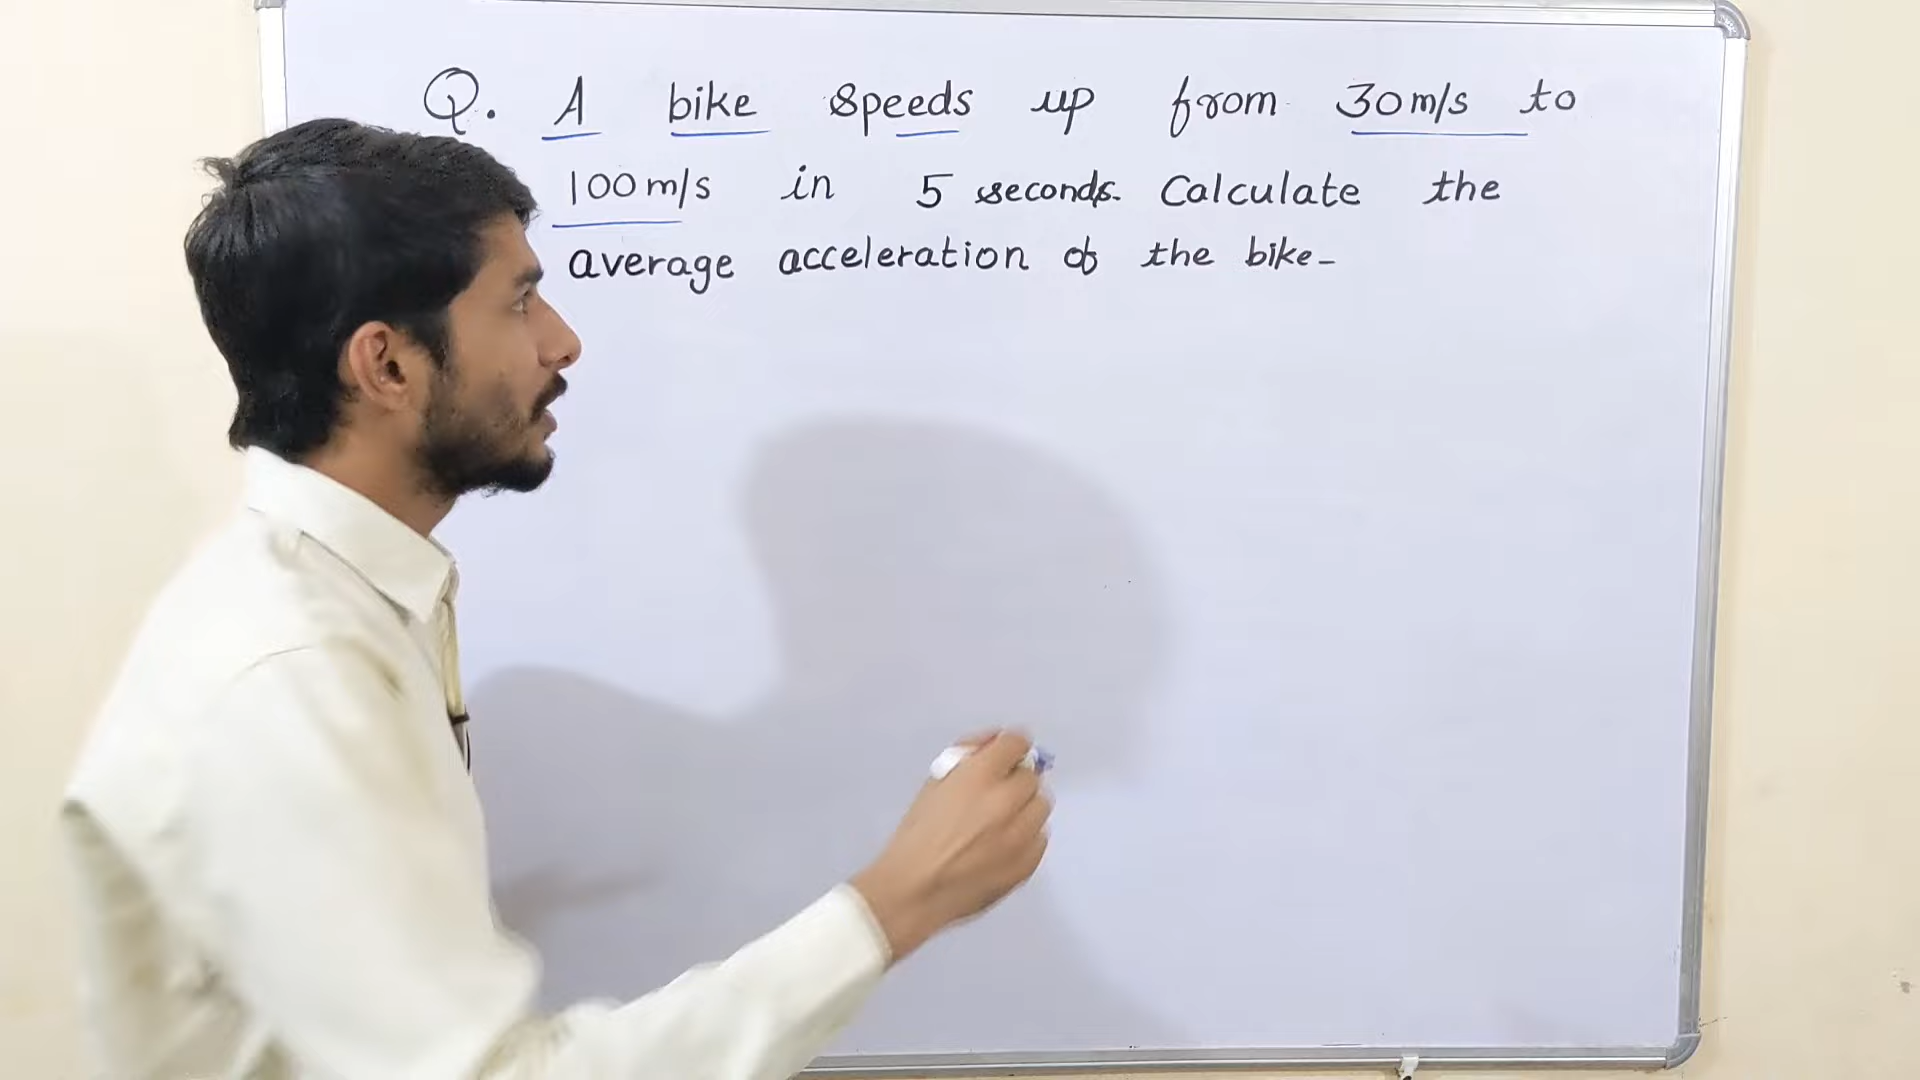 Q. A bike speeds up from 30m/s to
100m/s in 5 seconds. Calculate the
average acceleration of the bike-